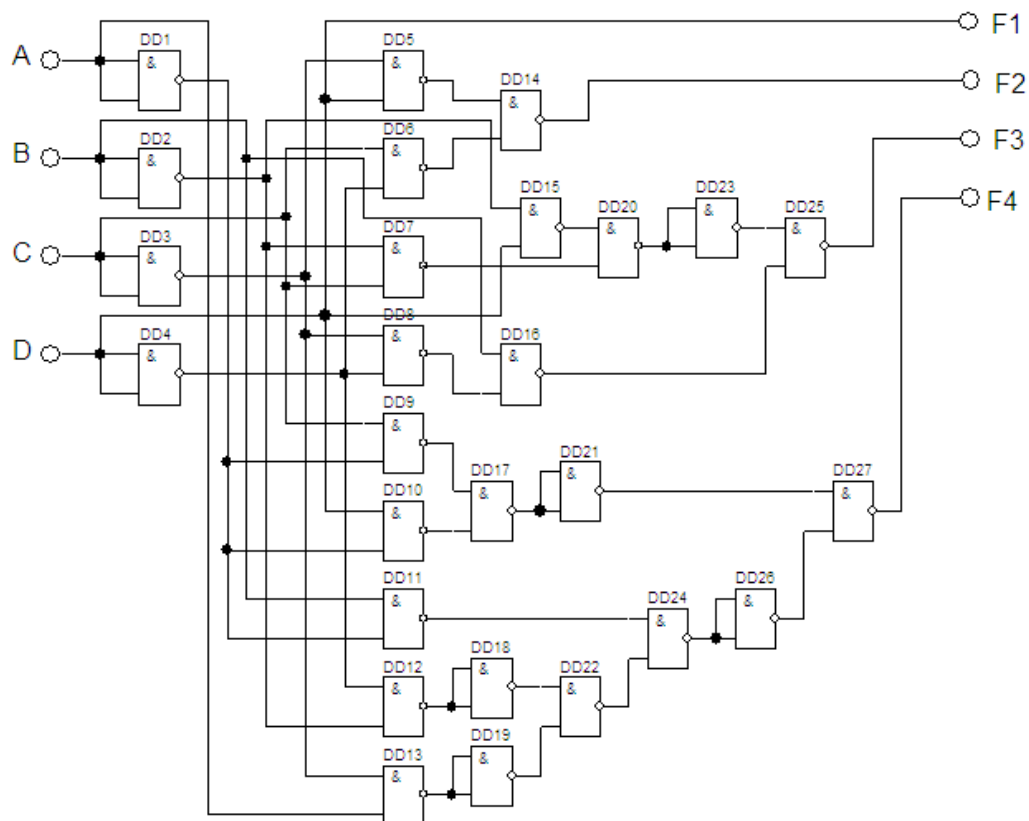 F1
A
DD1
&
DD5
&
DD14
&
F2
B
DD2
&
DD6
&
F3
DD15
&
DD20
&
DD23
&
DD25
&
F4
C
DD3
&
DD7
&
D
DD4
&
DD8
&
DD16
&
DD9
&
DD17
&
DD21
&
DD27
&
DD10
&
DD11
&
DD24
&
DD26
&
DD12
&
DD18
&
DD22
&
DD13
&
DD19
&